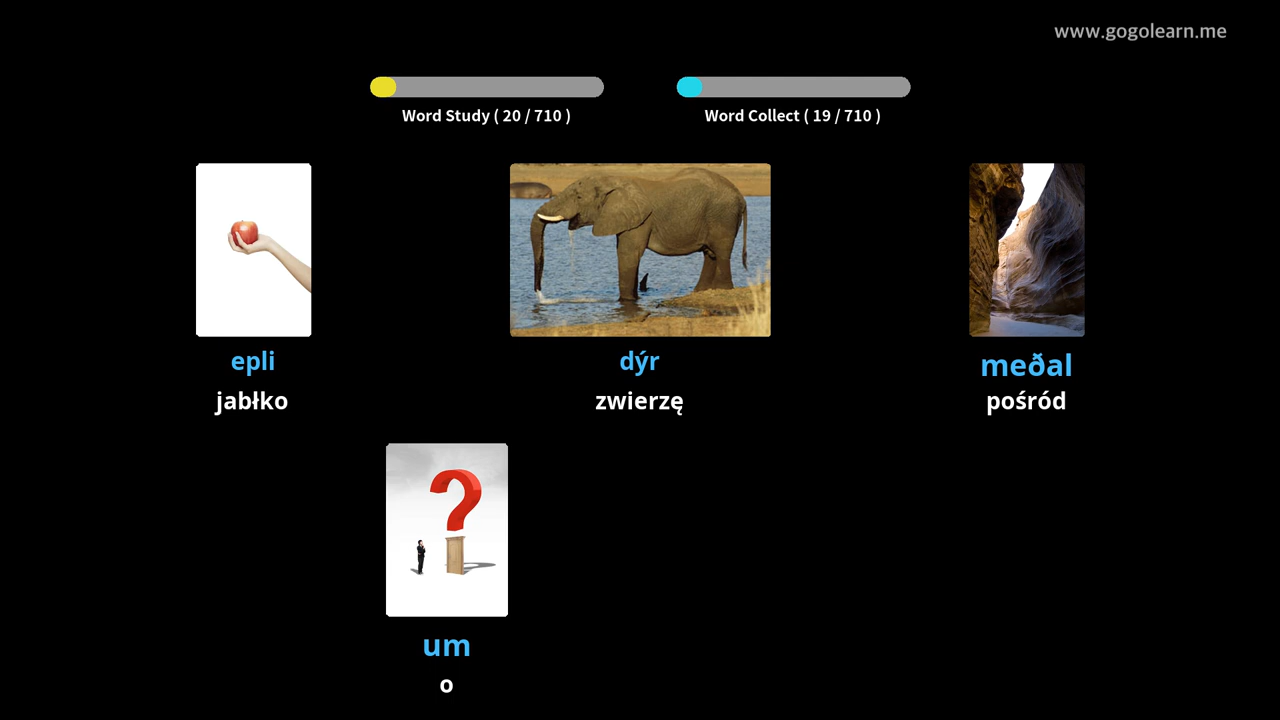 www.gogolearn.me
Word Study ( 20 / 710 )
Word Collect ( 19 / 710 )
epli
jabłko
dýr
zwierzę
meðal
pośród
um
o